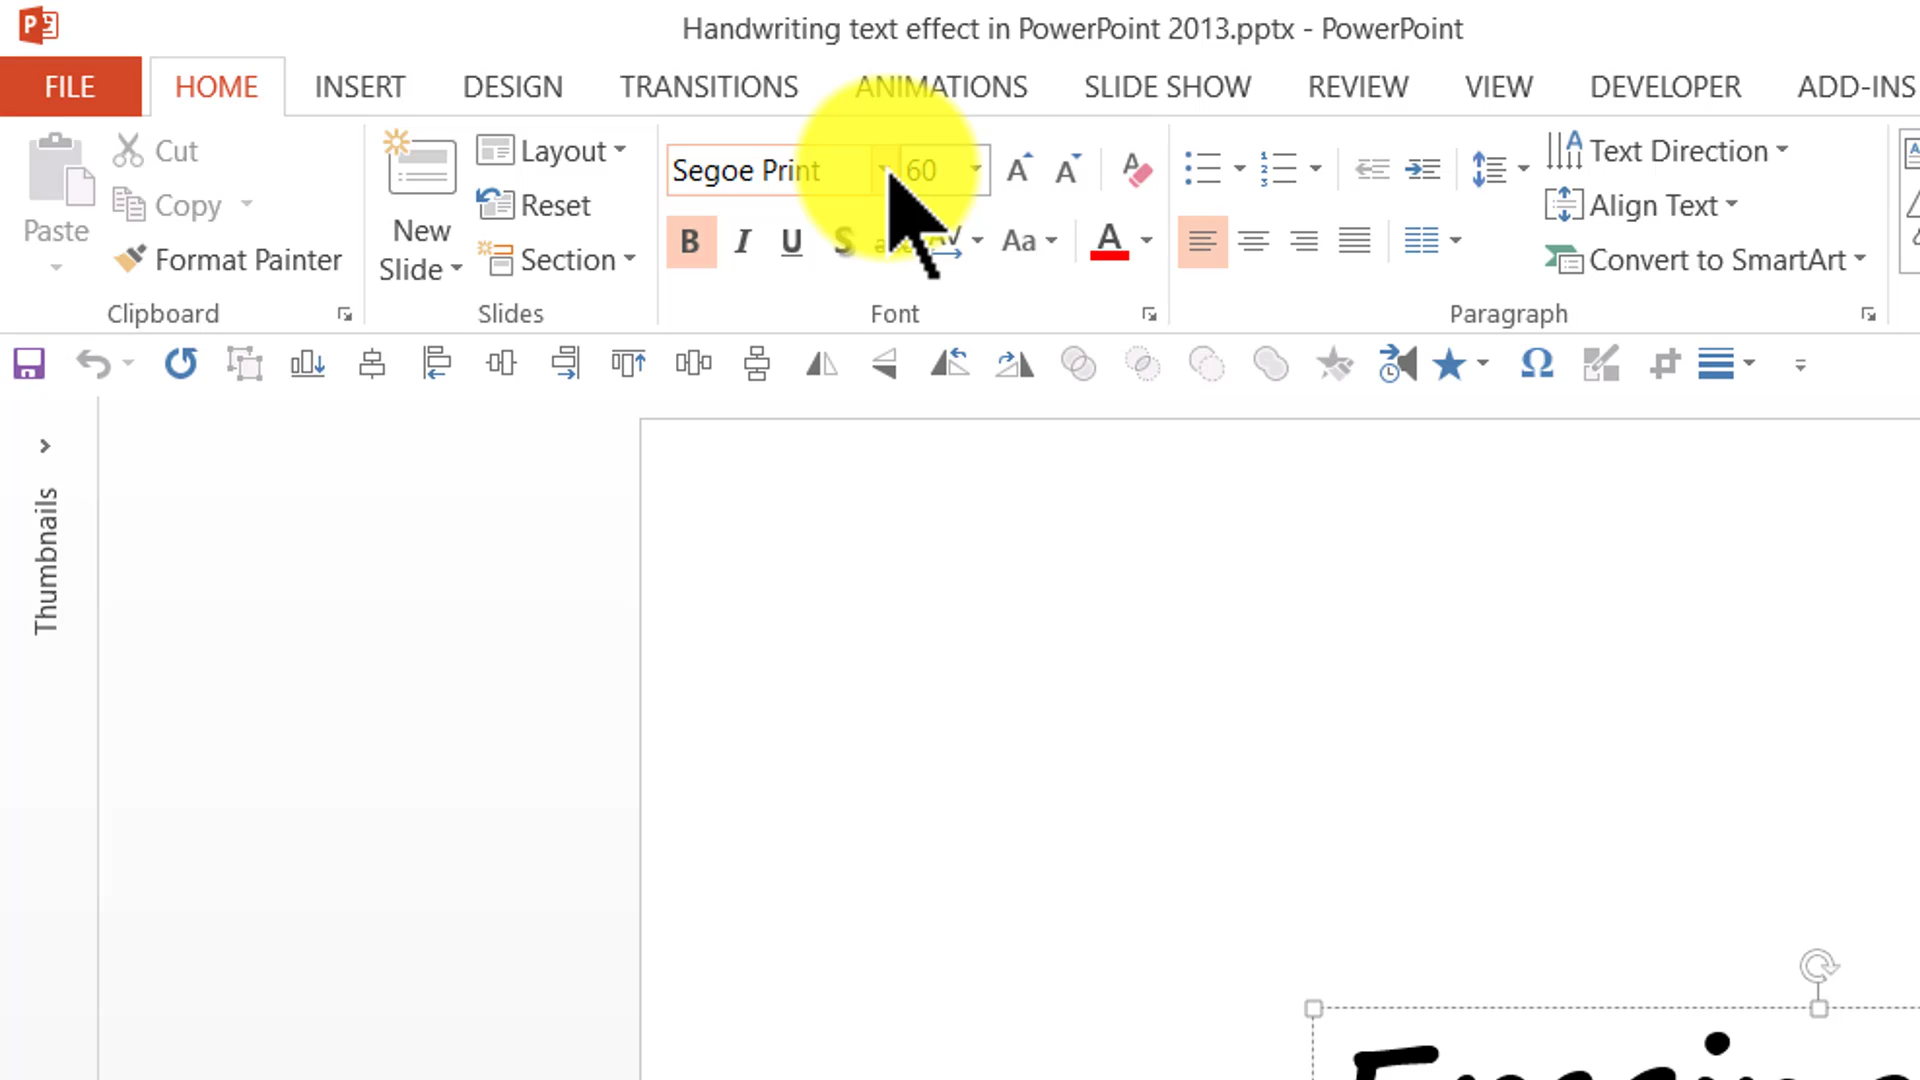 Handwriting text effect in PowerPoint 2013.pptx - PowerPoint
FILE HOME INSERT DESIGN TRANSITIONS ANIMATIONS SLIDE SHOW REVIEW VIEW DEVELOPER ADD-INS
Cut
Copy
Format Painter
Paste
Clipboard
New
Slide
Layout
Reset
Section
Slides
Segoe Print 60
B I U S Aa A
Font
Text Direction
Align Text
Convert to SmartArt
Paragraph
Thumbnails